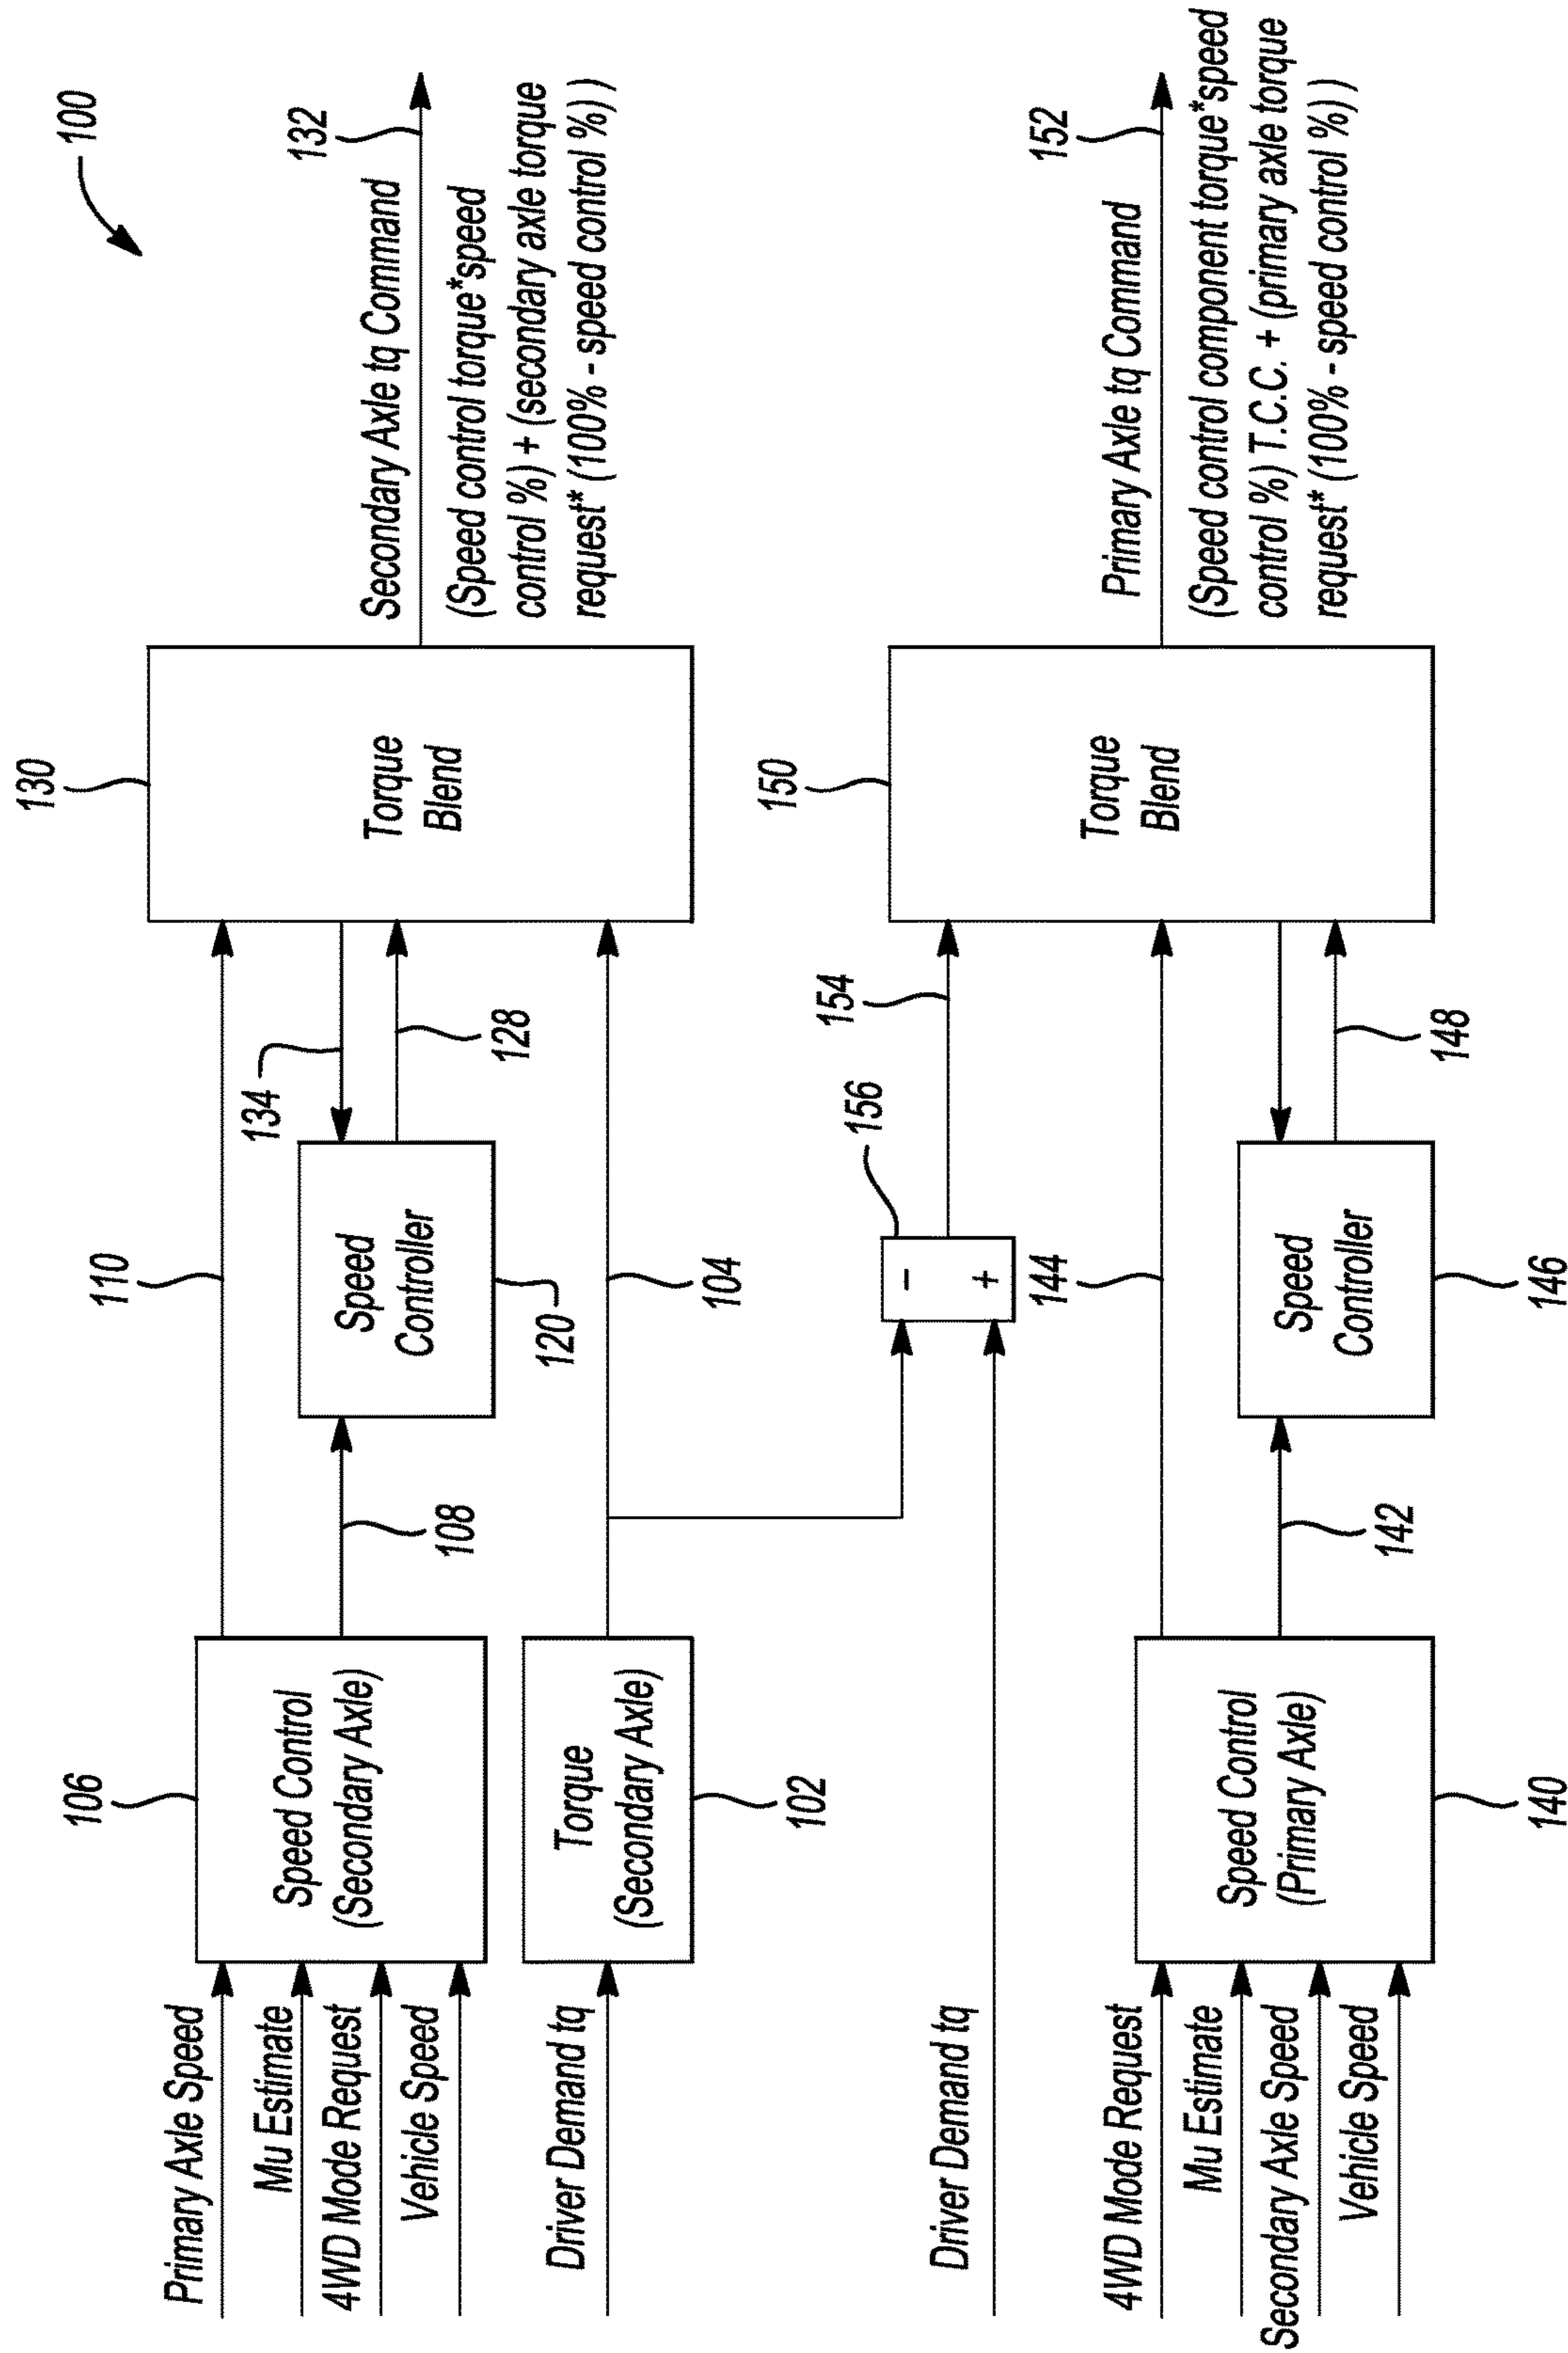 100
Primary Axle Speed
Mu Estimate
4WD Mode Request
Vehicle Speed
106
Speed Control
(Secondary Axle)
110
108
Speed
Controller
120
134
128
130
Torque
Blend
132
Secondary Axle tq Command
(Speed control torque*speed
control %) + (secondary axle torque
request* (100% - speed control %) )
Driver Demand tq
Torque
(Secondary Axle)
102
104
Driver Demand tq
156
-
+
154
4WD Mode Request
Mu Estimate
Secondary Axle Speed
Vehicle Speed
Speed Control
(Primary Axle)
140
144
142
Speed
Controller
146
148
150
Torque
Blend
152
Primary Axle tq Command
(Speed control component torque*speed
control %) T.C.C. + (primary axle torque
request* (100% - speed control %) )